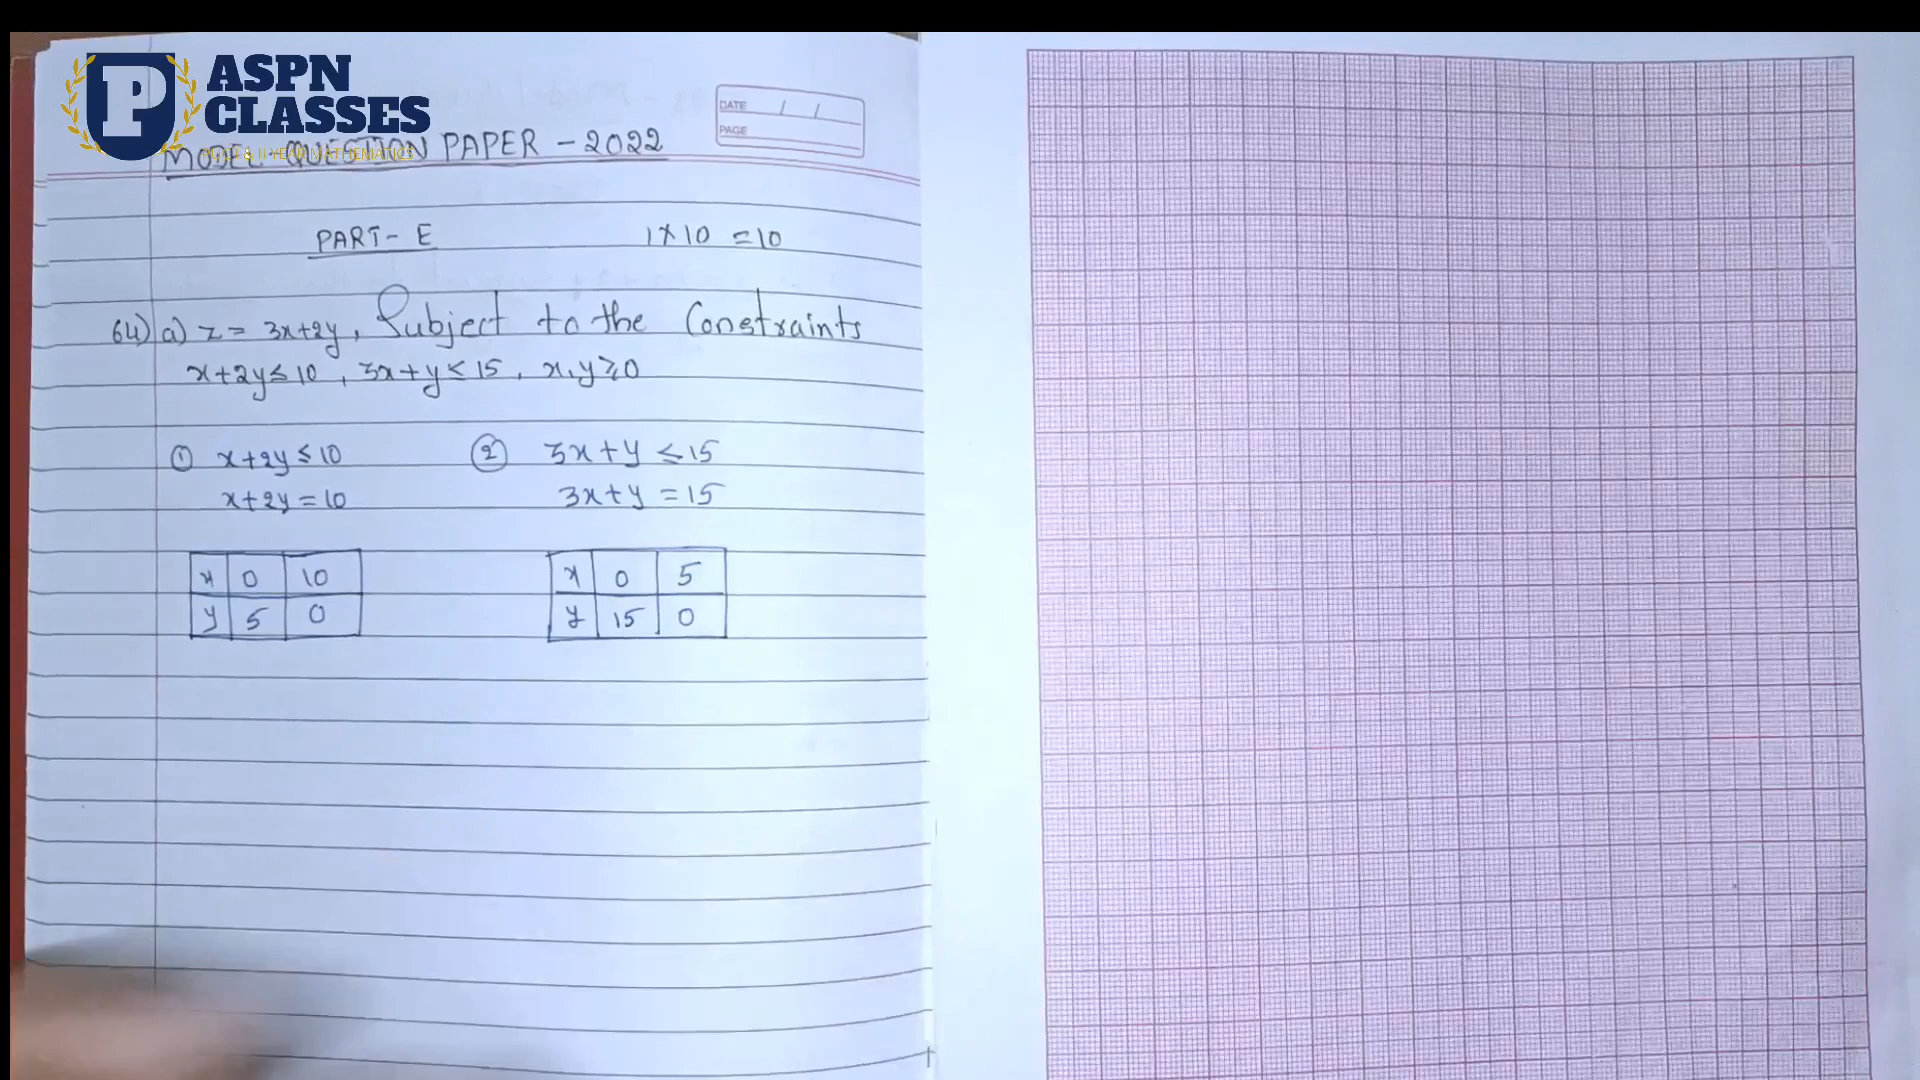 ASPN
CLASSES
MODEL QUESTION PAPER - 2022
DATE / /
PAGE
PART- E 1×10 =10
64) a) z = 3x+2y, Subject to the Constraints
x+2y≤10, 3x+y<15, x,y≥0
① x+2y≤10 ② 3x+y≤15
x+2y=10 3x+y=15
x 0 10 x 0 5
y 5 0 y 15 0